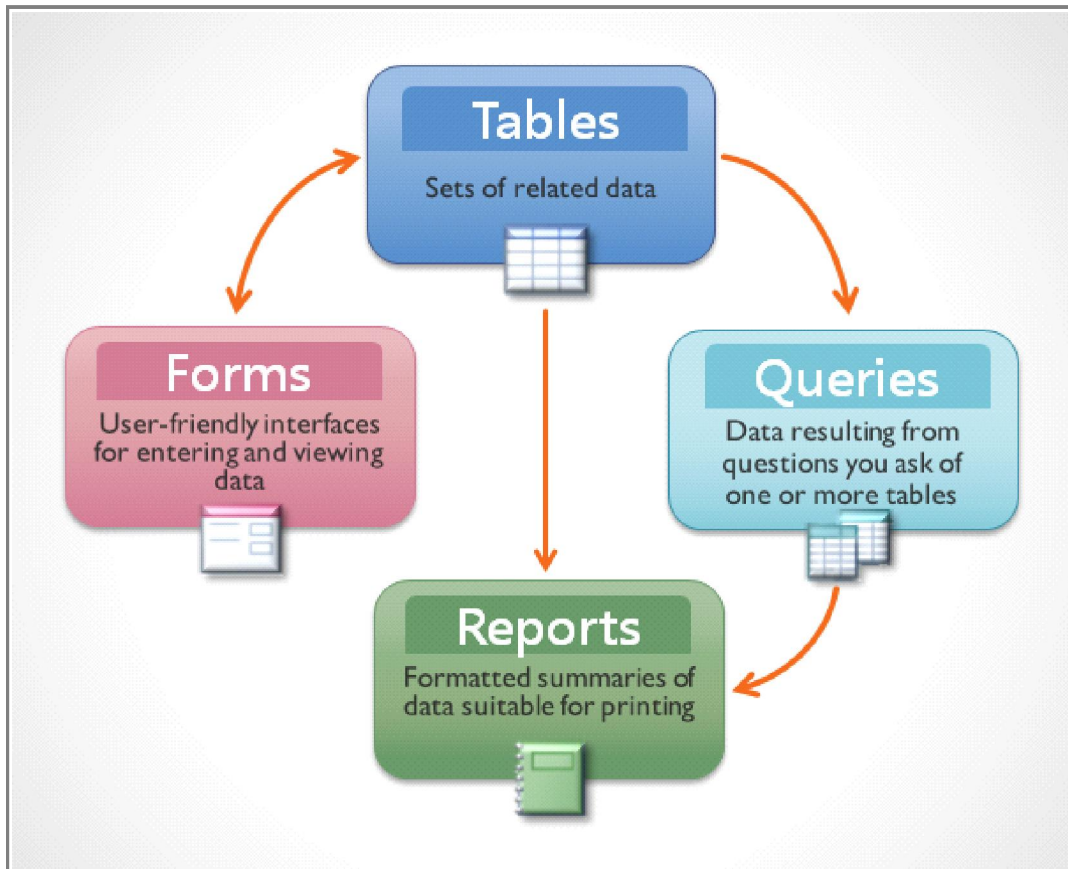 Tables
Sets of related data
Forms
User-friendly interfaces
for entering and viewing
data
Queries
Data resulting from
questions you ask of
one or more tables
Reports
Formatted summaries of
data suitable for printing